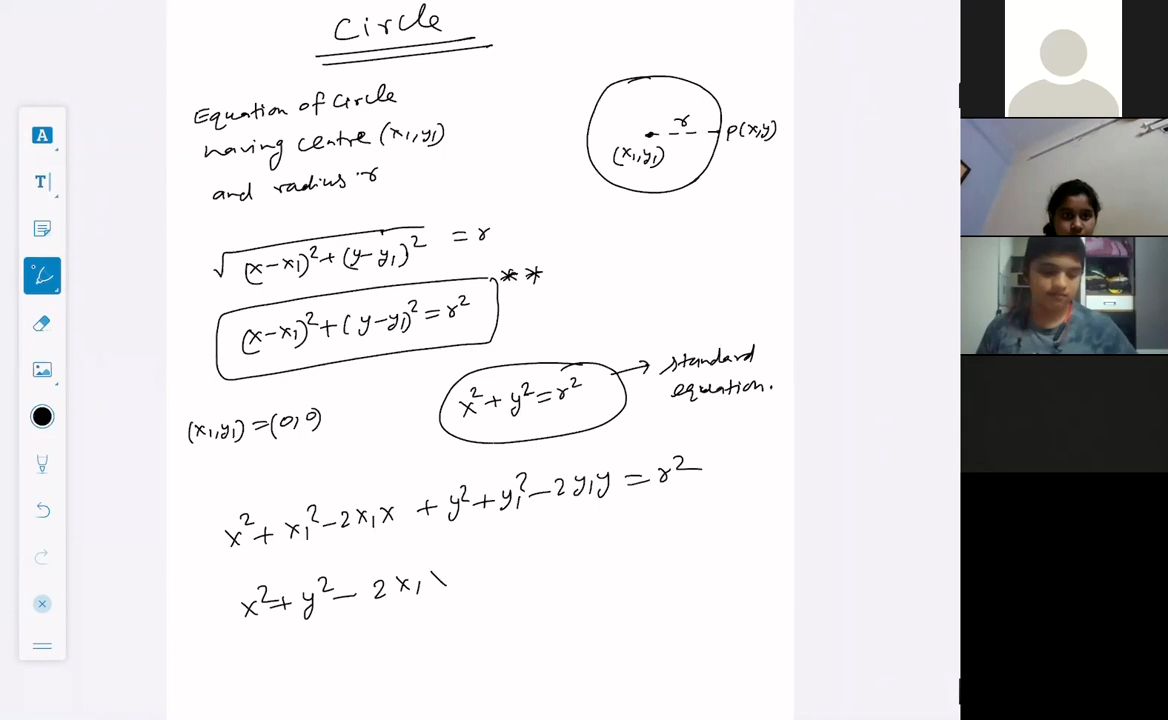 Circle
Equation of Circle
having centre (x₁,y₁)
and radius r
r
P(x,y)
(x₁,y₁)
√(x-x₁)²+(y-y₁)² = r
(x-x₁)²+(y-y₁)²=r² **
x²+y²=r² → standard
equation.
(x₁,y₁)=(0,0)
x²+x₁²-2x₁x+y²+y₁²-2y₁y=r²
x²+y²-2x₁\
A
T